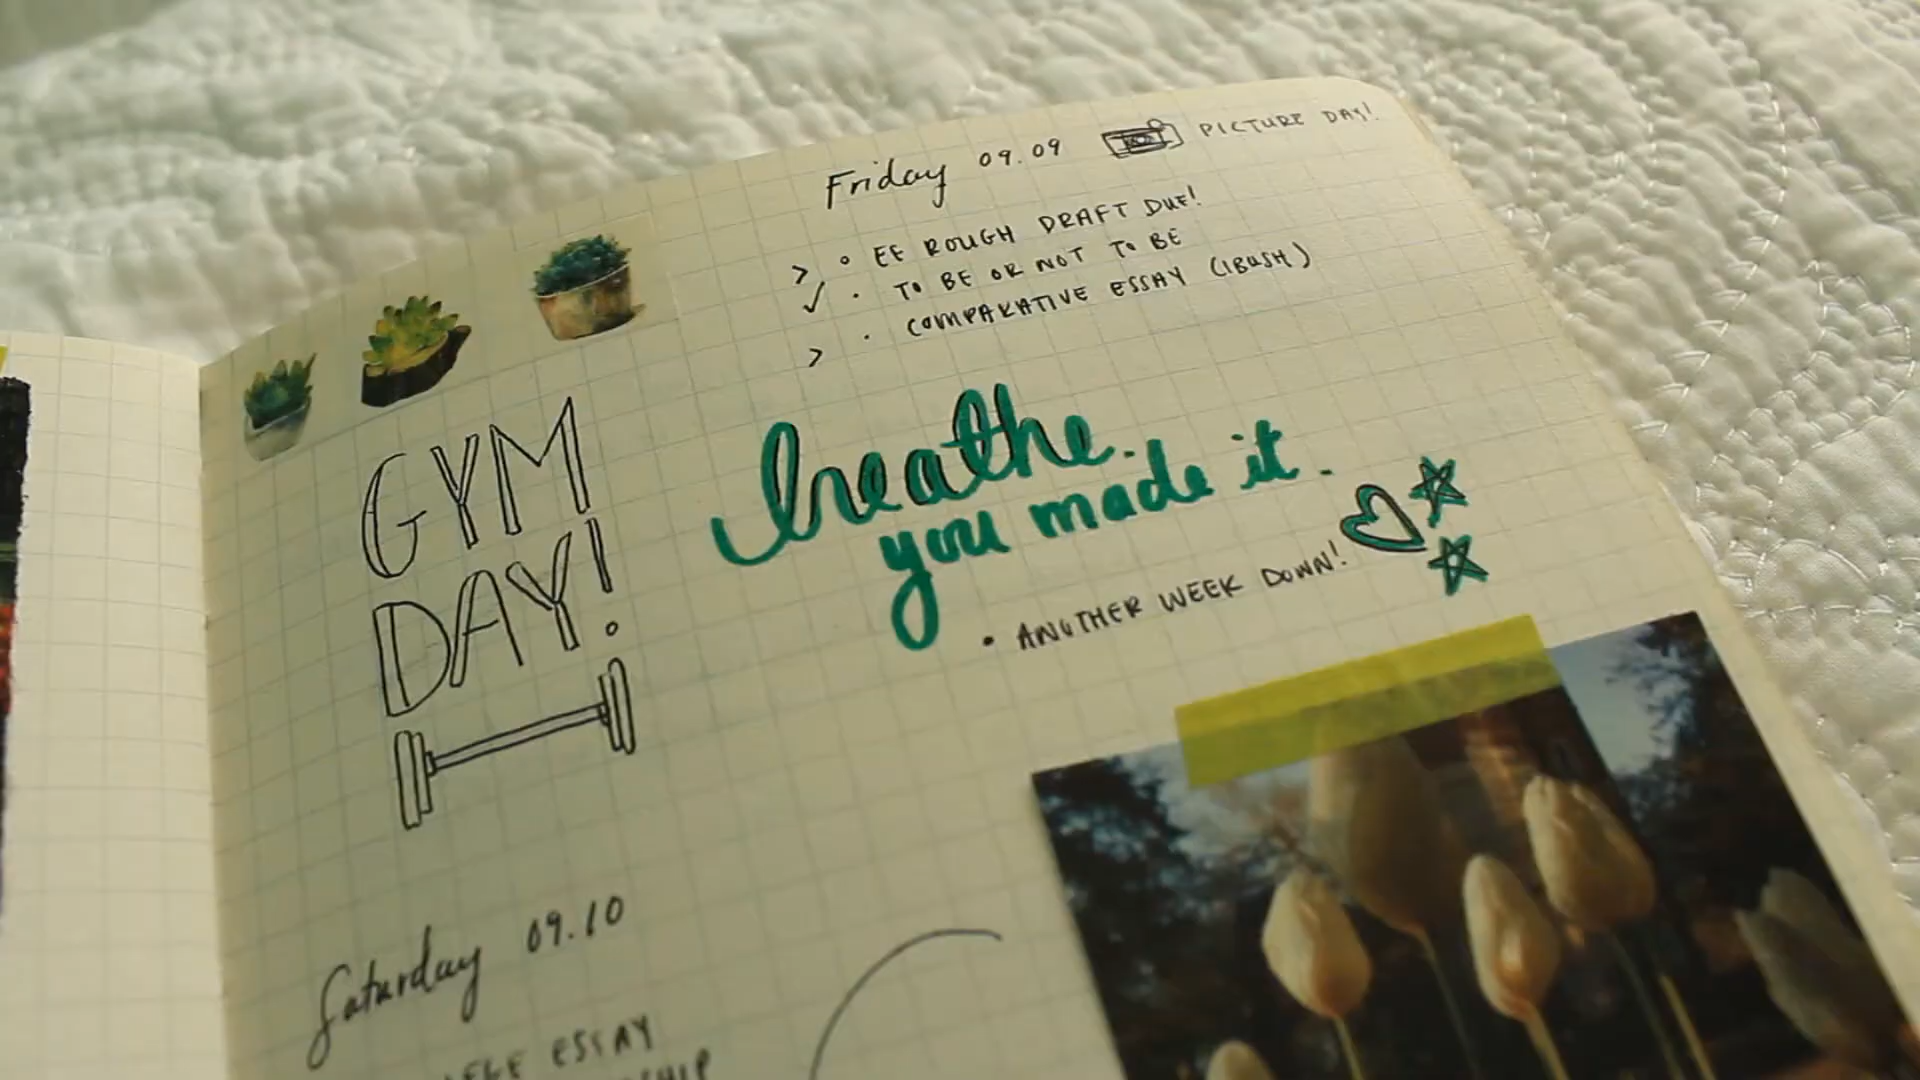 Friday 09.09 PICTURE DAY!
> ∘ EE ROUGH DRAFT DUE!
✓ · TO BE OR NOT TO BE
> · COMPARATIVE ESSAY (IBUSH)
GYM
DAY!
breathe.
you made it.
• ANOTHER WEEK DOWN!
Saturday 09.10
ESSAY